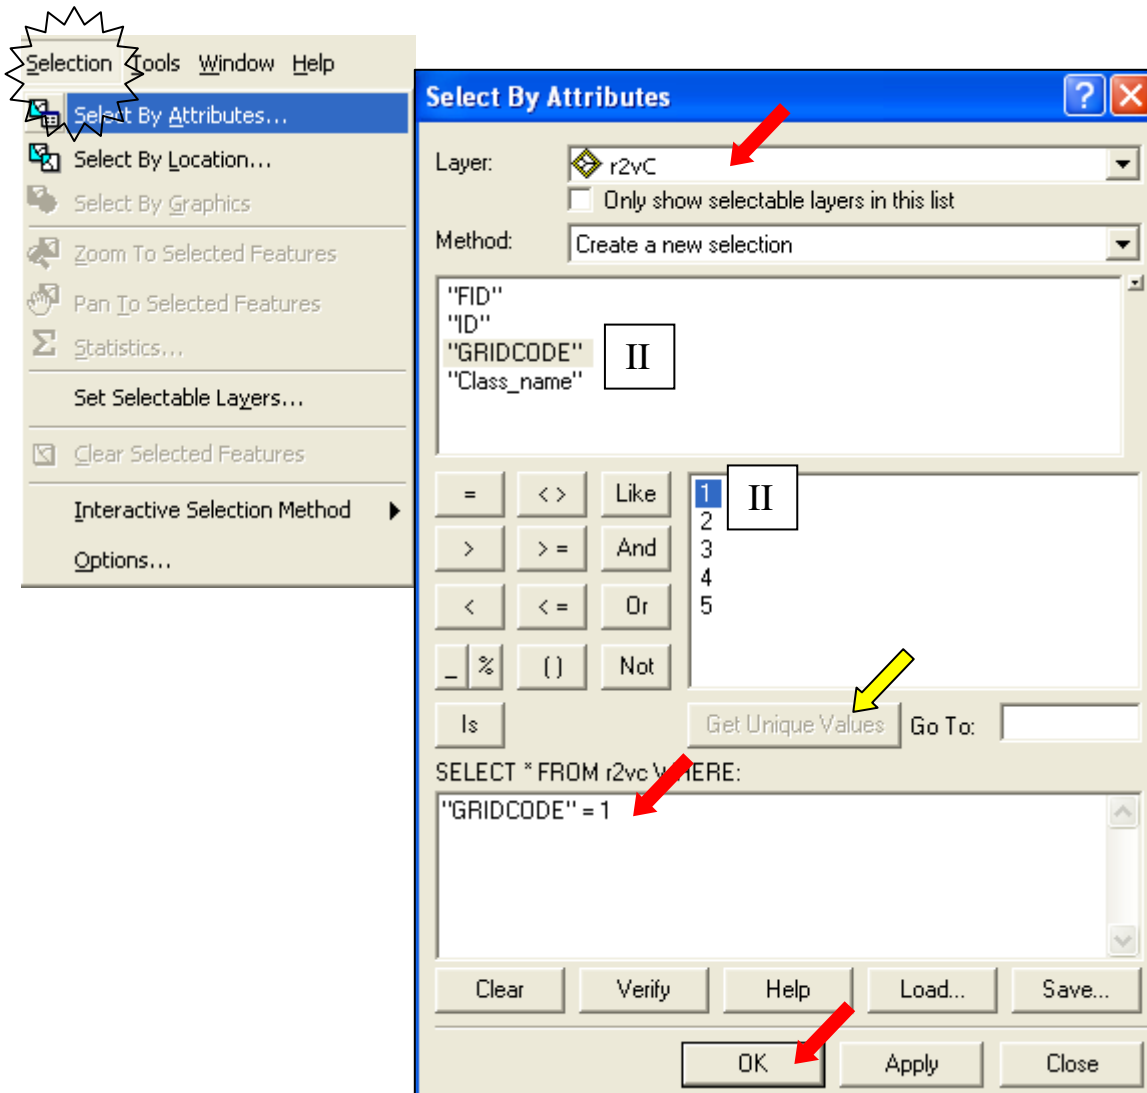 Selection Tools Window Help
Select By Attributes...
Select By Location...
Select By Graphics
Zoom To Selected Features
Pan To Selected Features
Σ Statistics...
Set Selectable Layers...
Clear Selected Features
Interactive Selection Method
Options...
Select By Attributes
?
Layer: r2vC
Only show selectable layers in this list
Method: Create a new selection
"FID"
"ID"
"GRIDCODE" II
"Class_name"
= < > Like
> > = And
< < = Or
_ % ( ) Not
Is
1 II
2
3
4
5
Get Unique Values Go To:
SELECT * FROM r2vc WHERE:
"GRIDCODE" = 1
Clear Verify Help Load... Save...
OK Apply Close